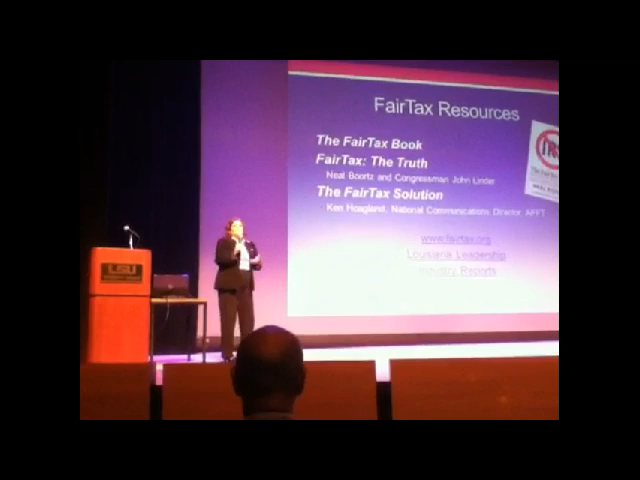 FairTax Resources
The FairTax Book
FairTax: The Truth
Neal Boortz and Congressman John Linder
The FairTax Solution
Ken Hoagland, National Communications Director, AFFT
www.fairtax.org
Louisiana Leadership
Reports
LSU